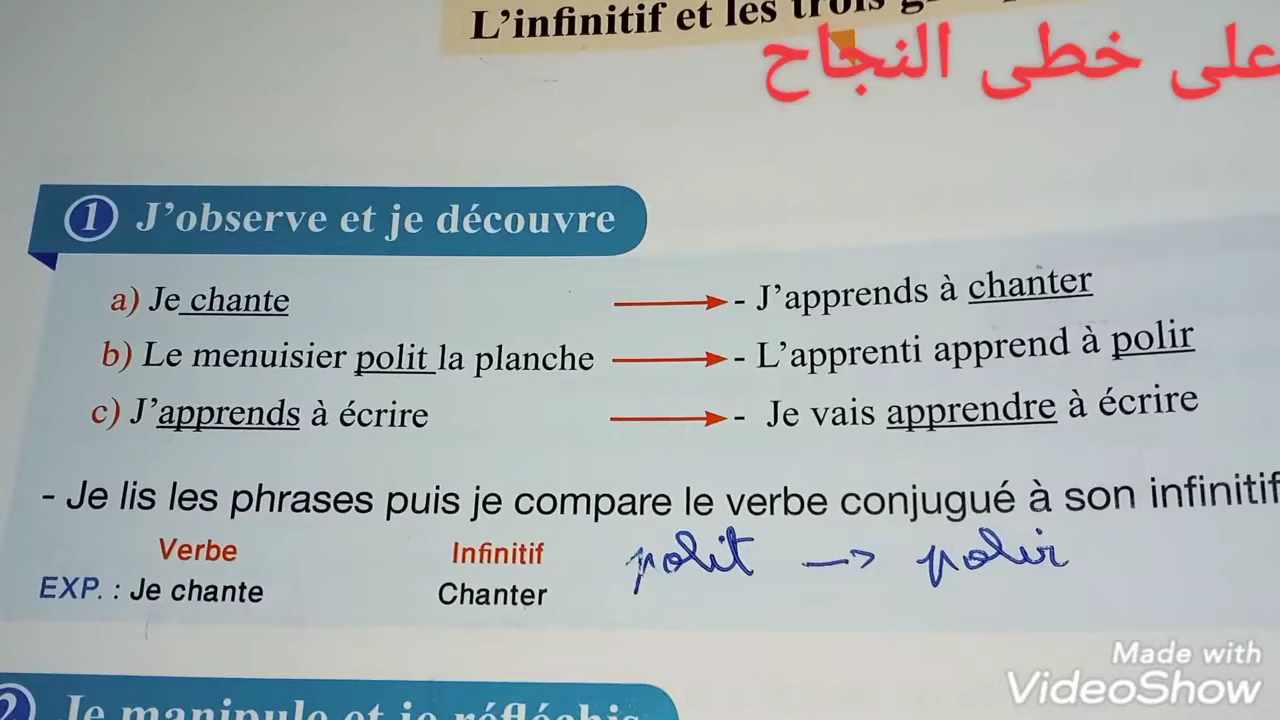 L'infinitif et les trois
على خطى النجاح
1 J'observe et je découvre
a) Je chante - J'apprends à chanter
b) Le menuisier polit la planche - L'apprenti apprend à polir
c) J'apprends à écrire - Je vais apprendre à écrire
- Je lis les phrases puis je compare le verbe conjugué à son infinitif
Verbe Infinitif polit -> polir
EXP. : Je chante Chanter
Made with
VideoShow
2 Je manipule et je réfléchis